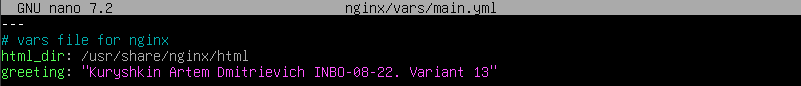 GNU nano 7.2 nginx/vars/main.yml
---
# vars file for nginx
html_dir: /usr/share/nginx/html
greeting: "Kuryshkin Artem Dmitrievich INBO-08-22. Variant 13"